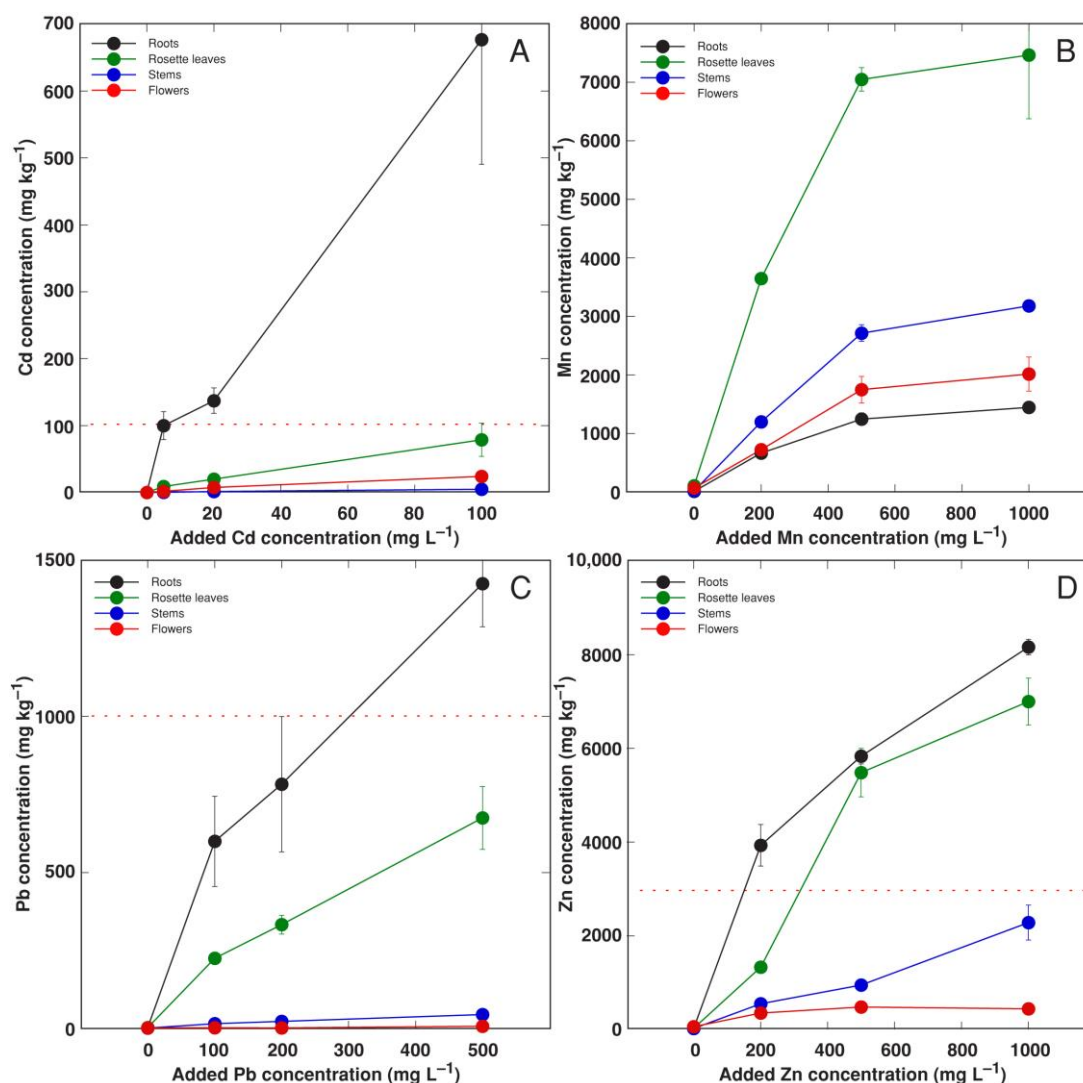 A
Roots
Rosette leaves
Stems
Flowers
Cd concentration (mg kg⁻¹)
700
600
500
400
300
200
100
0
0 20 40 60 80 100
Added Cd concentration (mg L⁻¹)
B
Roots
Rosette leaves
Stems
Flowers
Mn concentration (mg kg⁻¹)
8000
7000
6000
5000
4000
3000
2000
1000
0
0 200 400 600 800 1000
Added Mn concentration (mg L⁻¹)
C
Roots
Rosette leaves
Stems
Flowers
Pb concentration (mg kg⁻¹)
1500
1000
500
0
0 100 200 300 400 500
Added Pb concentration (mg L⁻¹)
D
Roots
Rosette leaves
Stems
Flowers
Zn concentration (mg kg⁻¹)
10,000
8000
6000
4000
2000
0
0 200 400 600 800 1000
Added Zn concentration (mg L⁻¹)